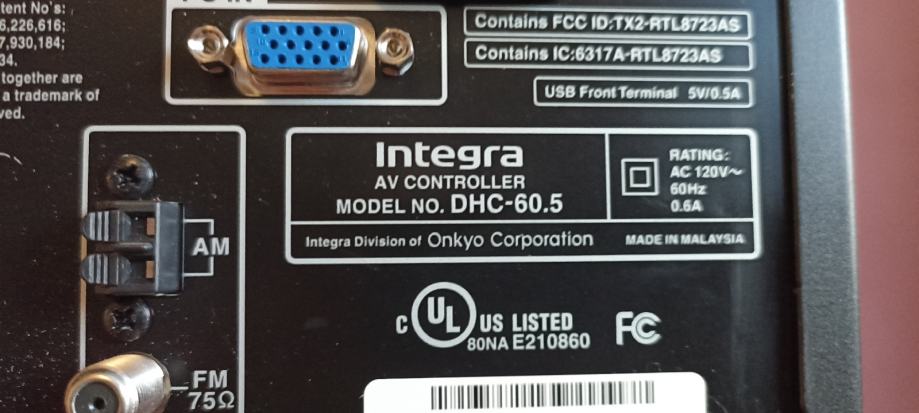 tent No's:
6,226,616;
7,930,184;
34.
together are
a trademark of
ved.
Contains FCC ID:TX2-RTL8723AS
Contains IC:6317A-RTL8723AS
USB Front Terminal 5V/0.5A
Integra
AV CONTROLLER
MODEL NO. DHC-60.5
RATING:
AC 120V~
60Hz
0.6A
Integra Division of Onkyo Corporation
MADE IN MALAYSIA
AM
C UL US LISTED
80NA E210860
FC
FM
75Ω